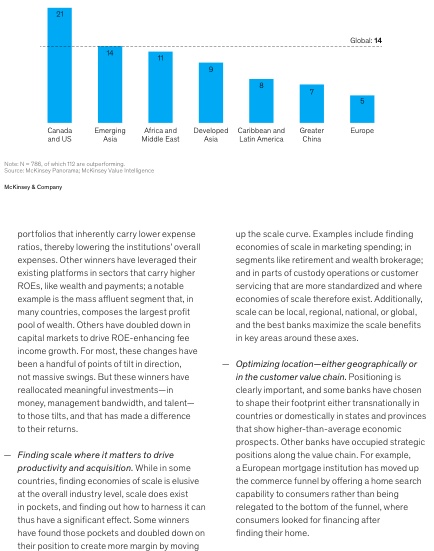 21
14
11
9
8
7
5
Global: 14
Canada
and US
Emerging
Asia
Africa and
Middle East
Developed
Asia
Caribbean and
Latin America
Greater
China
Europe
Note: N = 786, of which 112 are outperforming.
Source: McKinsey Panorama; McKinsey Value Intelligence
McKinsey & Company
portfolios that inherently carry lower expense
ratios, thereby lowering the institutions' overall
expenses. Other winners have leveraged their
existing platforms in sectors that carry higher
ROEs, like wealth and payments; a notable
example is the mass affluent segment that, in
many countries, composes the largest profit
pool of wealth. Others have doubled down in
capital markets to drive ROE-enhancing fee
income growth. For most, these changes have
been a handful of points of tilt in direction,
not massive swings. But these winners have
reallocated meaningful investments—in
money, management bandwidth, and talent—
to those tilts, and that has made a difference
to their returns.
— Finding scale where it matters to drive
productivity and acquisition. While in some
countries, finding economies of scale is elusive
at the overall industry level, scale does exist
in pockets, and finding out how to harness it can
thus have a significant effect. Some winners
have found those pockets and doubled down on
their position to create more margin by moving
up the scale curve. Examples include finding
economies of scale in marketing spending; in
segments like retirement and wealth brokerage;
and in parts of custody operations or customer
servicing that are more standardized and where
economies of scale therefore exist. Additionally,
scale can be local, regional, national, or global,
and the best banks maximize the scale benefits
in key areas around these axes.
— Optimizing location—either geographically or
in the customer value chain. Positioning is
clearly important, and some banks have chosen
to shape their footprint either transnationally in
countries or domestically in states and provinces
that show higher-than-average economic
prospects. Other banks have occupied strategic
positions along the value chain. For example,
a European mortgage institution has moved up
the commerce funnel by offering a home search
capability to consumers rather than being
relegated to the bottom of the funnel, where
consumers looked for financing after
finding their home.